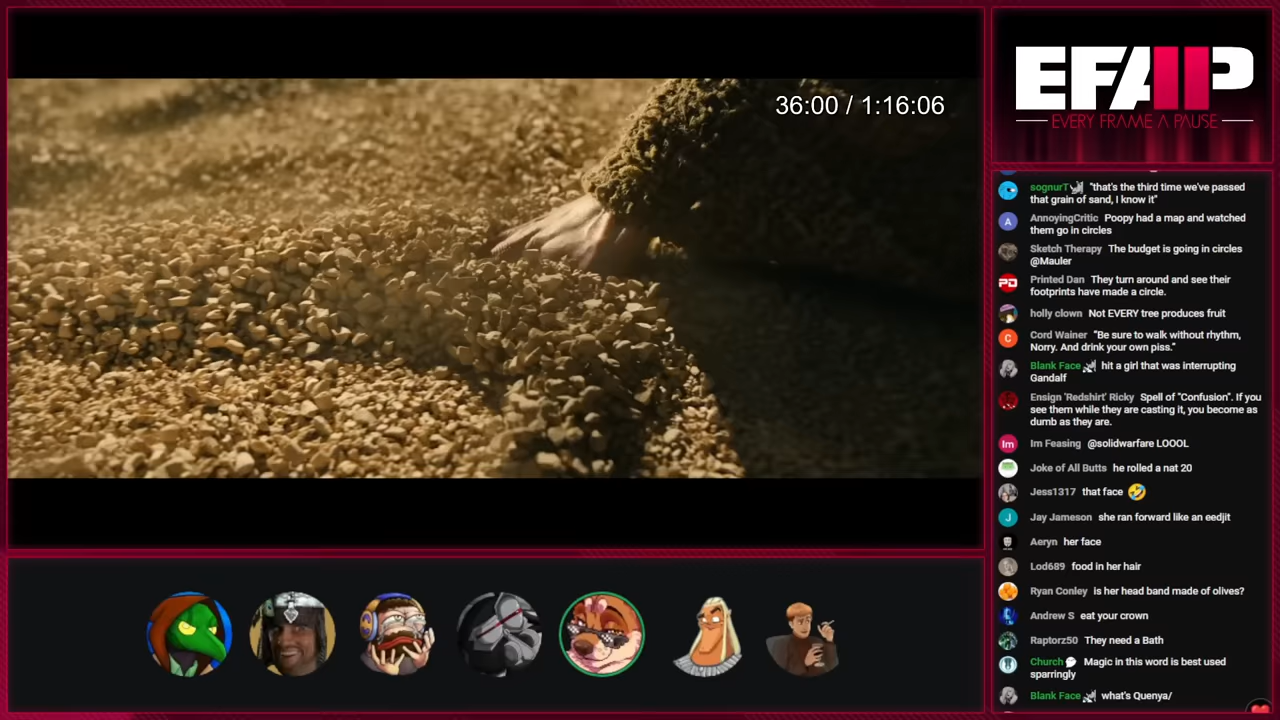 36:00 / 1:16:06
EFAP
EVERY FRAME A PAUSE
sognurT "that's the third time we've passed
that grain of sand, I know it"
A
AnnoyingCritic Poopy had a map and watched
them go in circles
Sketch Therapy The budget is going in circles
@Mauler
PD
Printed Dan They turn around and see their
footprints have made a circle.
holly clown Not EVERY tree produces fruit
C
Cord Wainer "Be sure to walk without rhythm,
Norry. And drink your own piss."
Blank Face hit a girl that was interrupting
Gandalf
Ensign 'Redshirt' Ricky Spell of "Confusion". If you
see them while they are casting it, you become as
dumb as they are.
Im
Im Feasing @solidwarfare LOOOL
Joke of All Butts he rolled a nat 20
Jess1317 that face 🤣
J
Jay Jameson she ran forward like an eedjit
Aeryn her face
Lod689 food in her hair
Ryan Conley is her head band made of olives?
Andrew S eat your crown
Raptorz50 They need a Bath
Church Magic in this word is best used
sparringly
Blank Face what's Quenya/